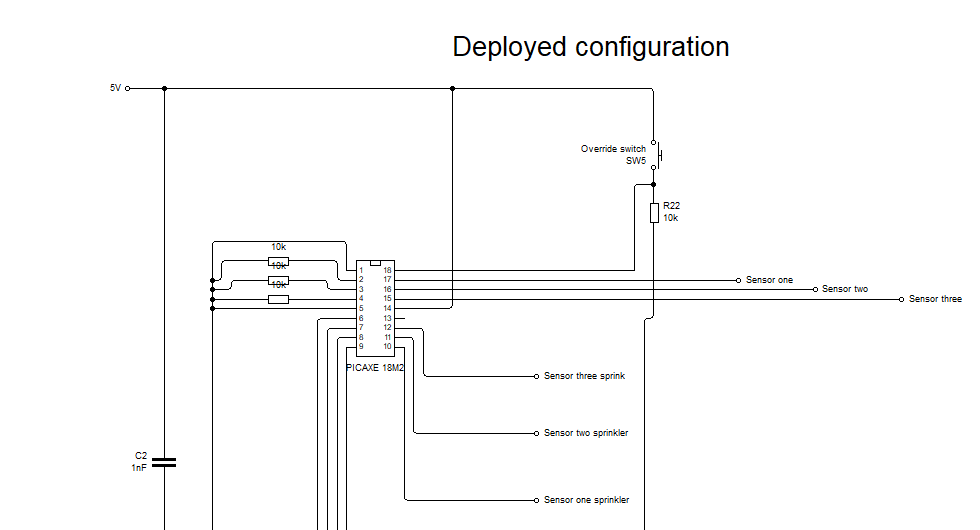 Deployed configuration
5V
Override switch
SW5
R22
10k
10k
10k
10k
1
18
2
17
Sensor one
3
16
Sensor two
4
15
Sensor three
5
14
6
13
7
12
8
11
9
10
PICAXE 18M2
Sensor three sprink
Sensor two sprinkler
C2
1nF
Sensor one sprinkler